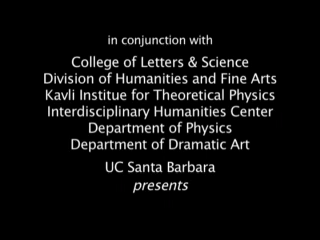 in conjunction with
College of Letters & Science
Division of Humanities and Fine Arts
Kavli Institue for Theoretical Physics
Interdisciplinary Humanities Center
Department of Physics
Department of Dramatic Art
UC Santa Barbara
presents